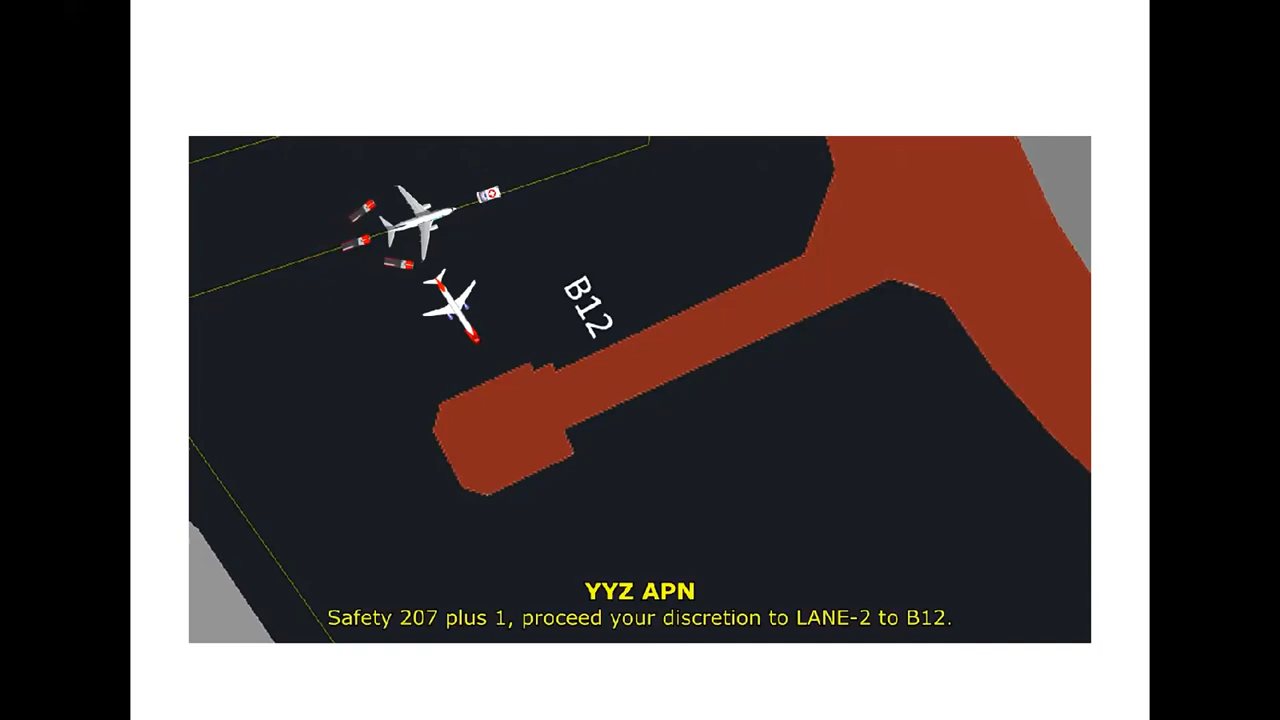 B12
YYZ APN
Safety 207 plus 1, proceed your discretion to LANE-2 to B12.